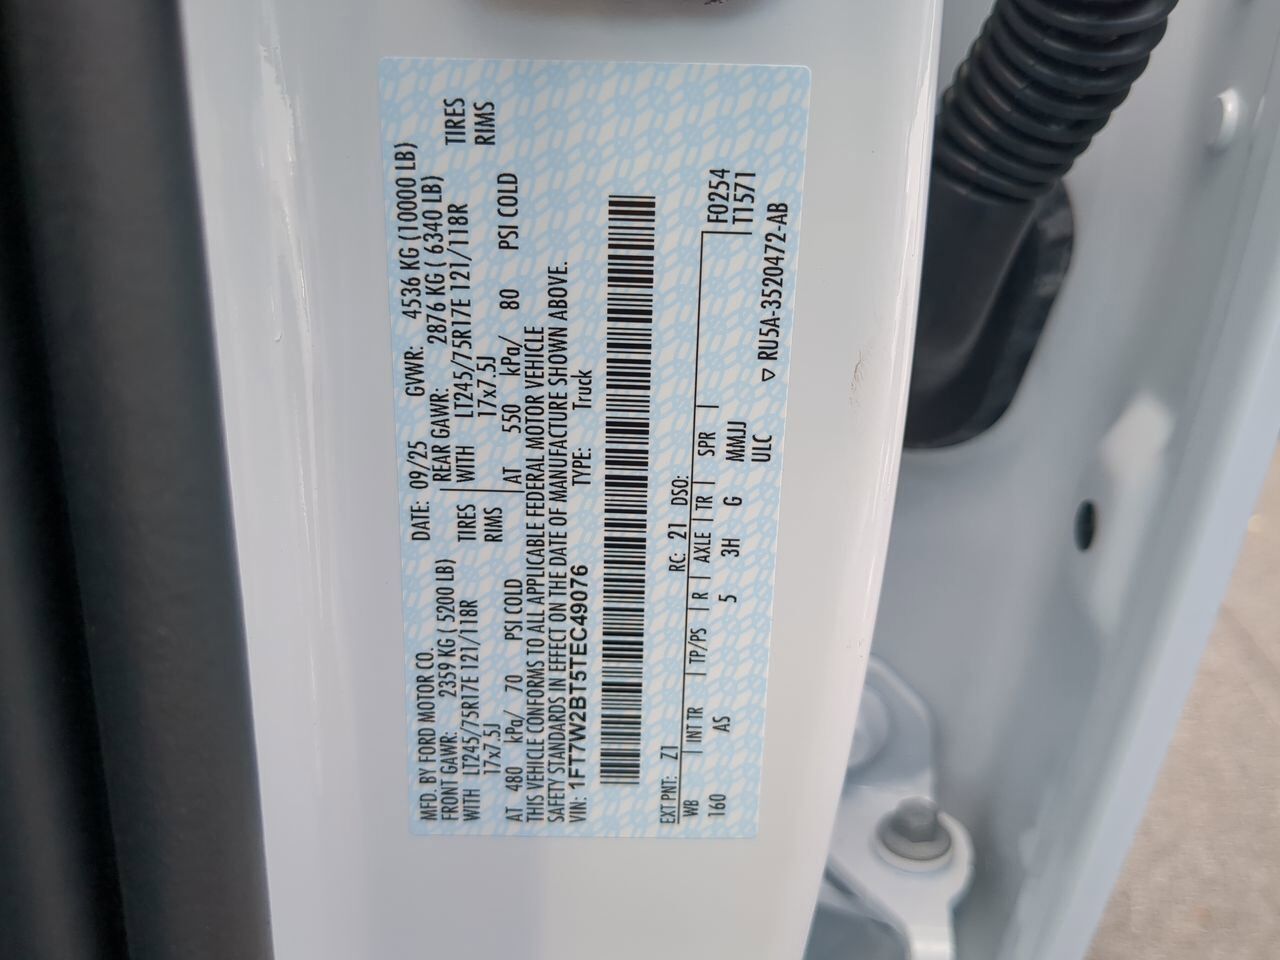 MFD. BY FORD MOTOR CO. DATE: 09/25 GVWR: 4536 KG (10000 LB)
FRONT GAWR: 2359 KG ( 5200 LB) REAR GAWR: 2876 KG ( 6340 LB)
WITH LT245/75R17E 121/118R TIRES WITH LT245/75R17E 121/118R TIRES
17x7.5J RIMS 17x7.5J RIMS
AT 480 kPa/ 70 PSI COLD AT 550 kPa/ 80 PSI COLD
THIS VEHICLE CONFORMS TO ALL APPLICABLE FEDERAL MOTOR VEHICLE
SAFETY STANDARDS IN EFFECT ON THE DATE OF MANUFACTURE SHOWN ABOVE.
VIN: 1FT7W2BT5TEC49076 TYPE: Truck
EXT PNT: Z1 RC: 21 DSO:
WB INT TR TP/PS R AXLE TR SPR F0254
160 AS 5 3H G MMJJ T1571
ULC
▽ RU5A-3520472-AB